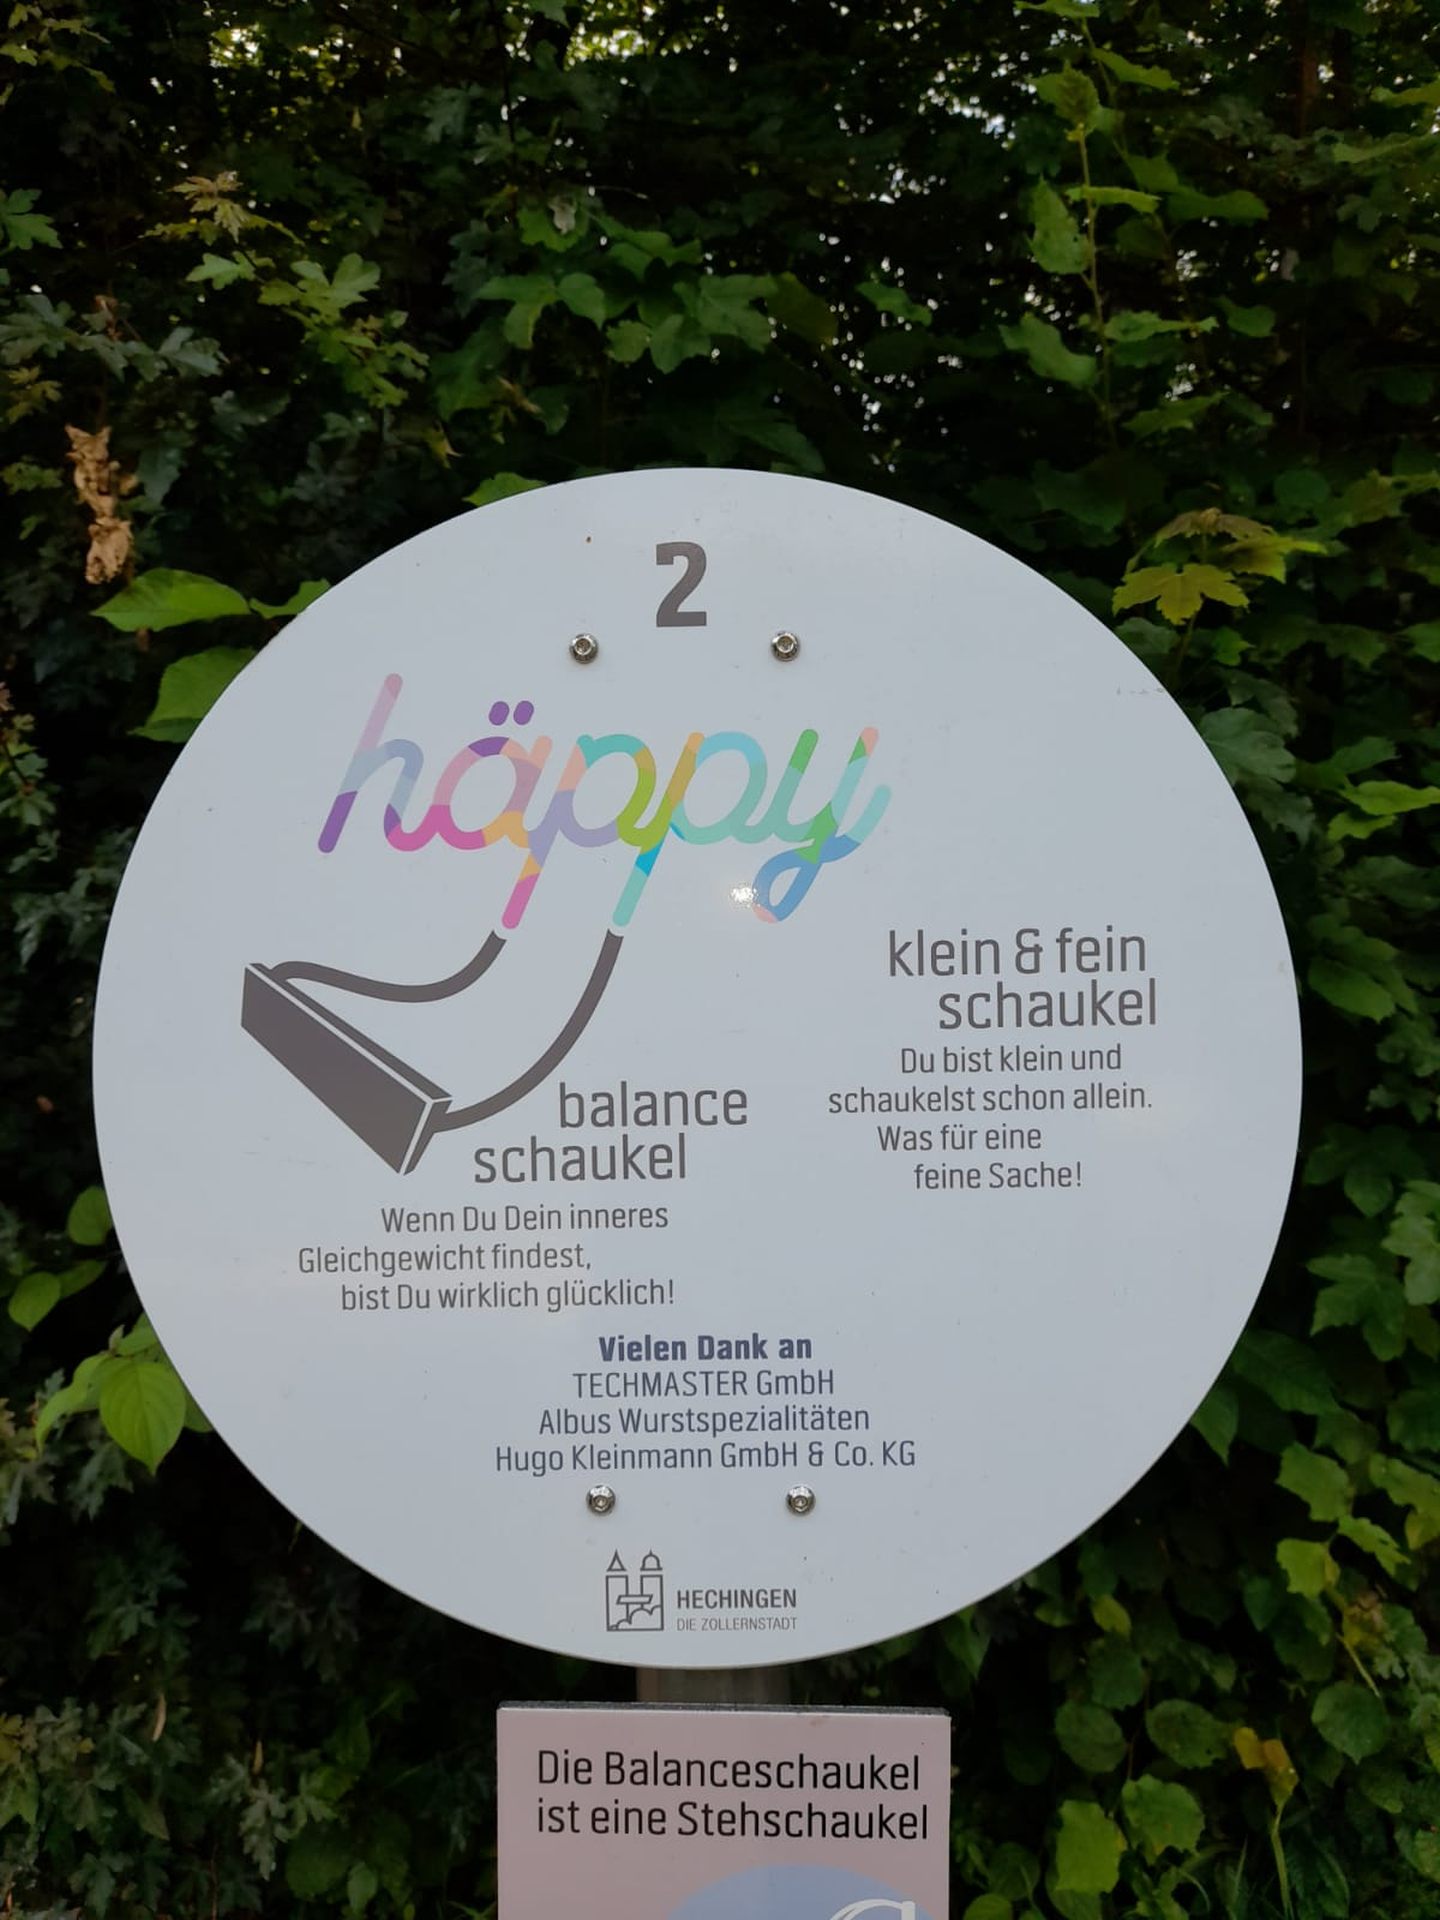 2
häppy
balance
schaukel
Wenn Du Dein inneres
Gleichgewicht findest,
bist Du wirklich glücklich!
klein & fein
schaukel
Du bist klein und
schaukelst schon allein.
Was für eine
feine Sache!
Vielen Dank an
TECHMASTER GmbH
Albus Wurstspezialitäten
Hugo Kleinmann GmbH & Co. KG
HECHINGEN
DIE ZOLLERNSTADT
Die Balanceschaukel
ist eine Stehschaukel